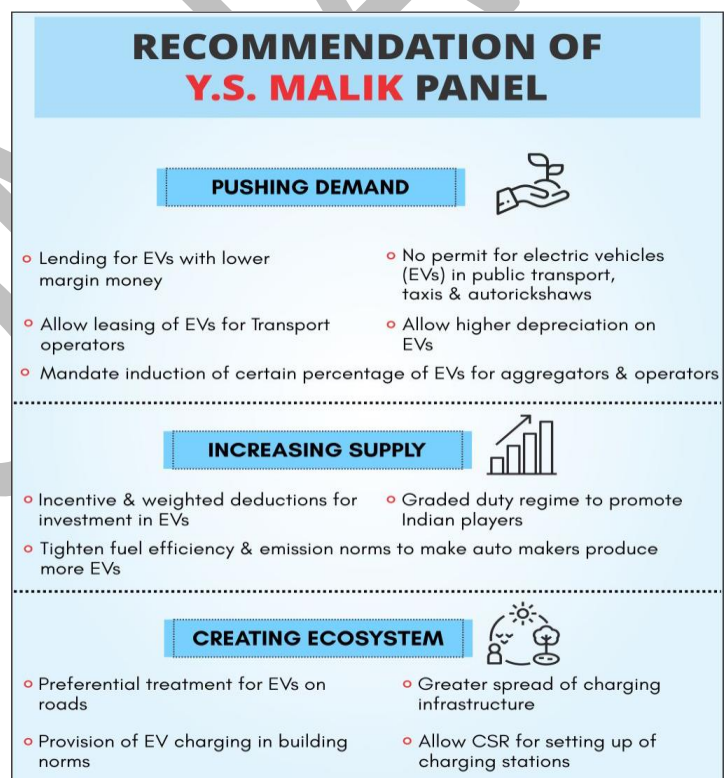 RECOMMENDATION OF
Y.S. MALIK PANEL
PUSHING DEMAND
Lending for EVs with lower
margin money
No permit for electric vehicles
(EVs) in public transport,
taxis & autorickshaws
Allow leasing of EVs for Transport
operators
Allow higher depreciation on
EVs
Mandate induction of certain percentage of EVs for aggregators & operators
INCREASING SUPPLY
Incentive & weighted deductions for
investment in EVs
Graded duty regime to promote
Indian players
Tighten fuel efficiency & emission norms to make auto makers produce
more EVs
CREATING ECOSYSTEM
Preferential treatment for EVs on
roads
Greater spread of charging
infrastructure
Provision of EV charging in building
norms
Allow CSR for setting up of
charging stations